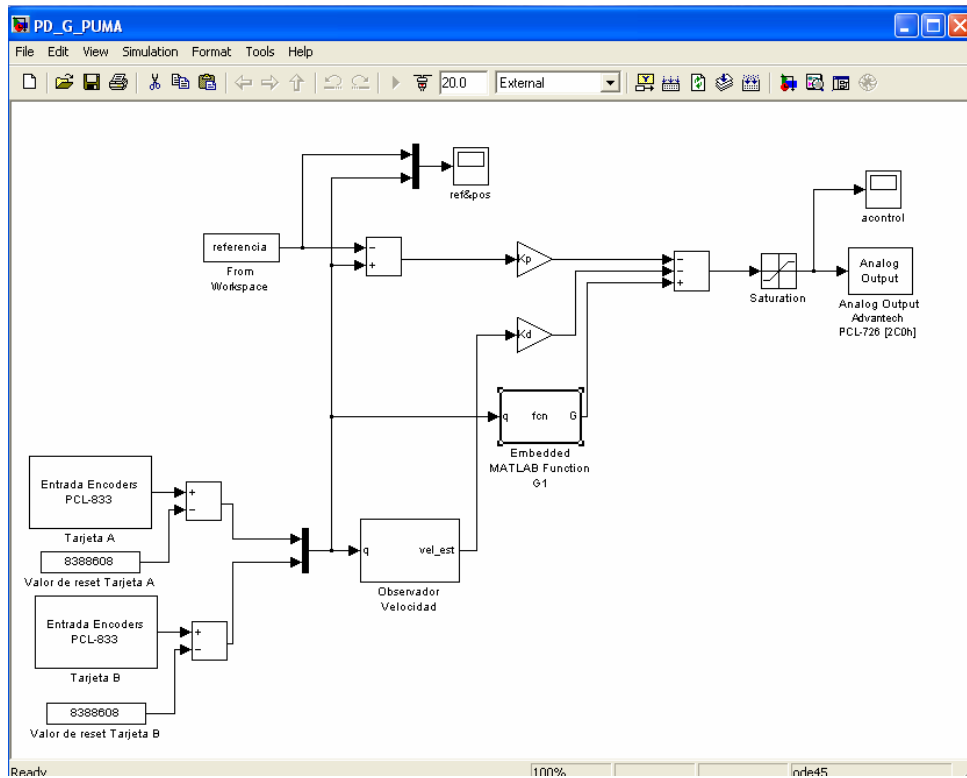 PD_G_PUMA
File Edit View Simulation Format Tools Help
20.0 External
ref&pos
acontrol
referencia
From
Workspace
- +
Kp
- - +
Saturation
Analog
Output
Analog Output
Advantech
PCL-726 [2C0h]
Kd
q fcn G
Embedded
MATLAB Function
G1
Entrada Encoders
PCL-833
Tarjeta A
+ -
8388608
Valor de reset Tarjeta A
q vel_est
Observador
Velocidad
Entrada Encoders
PCL-833
Tarjeta B
+ -
8388608
Valor de reset Tarjeta B
Ready 100% ode45